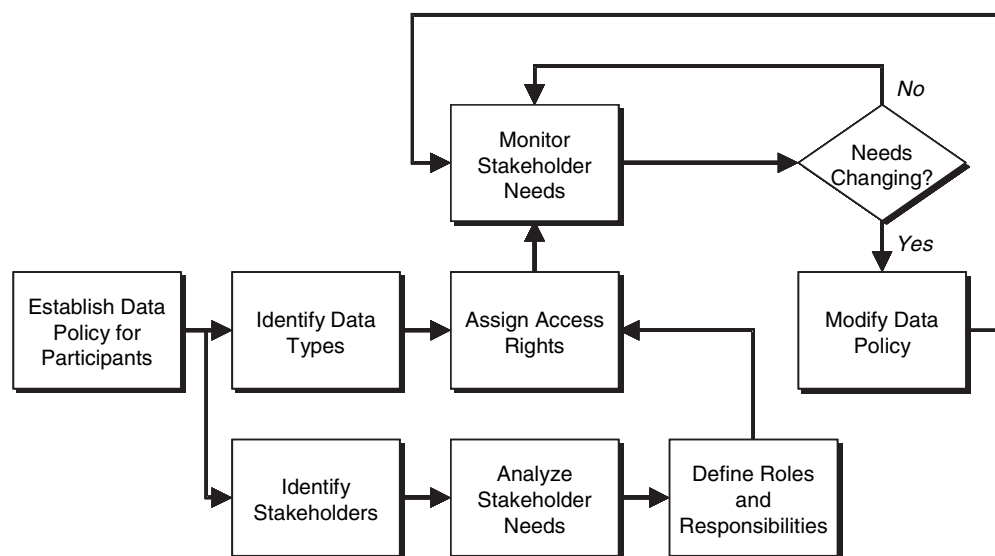 No
Monitor
Stakeholder
Needs
Needs
Changing?
Yes
Establish Data
Policy for
Participants
Identify Data
Types
Assign Access
Rights
Modify Data
Policy
Identify
Stakeholders
Analyze
Stakeholder
Needs
Define Roles
and
Responsibilities